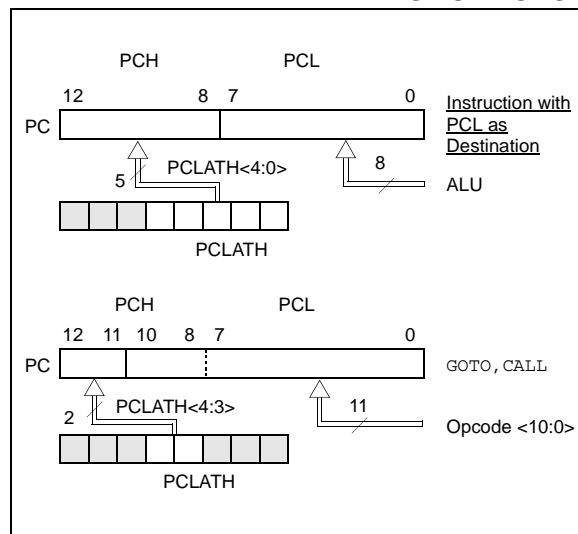 PCH PCL
12 8 7 0
Instruction with
PCL as
Destination
PC
PCLATH<4:0>
5 8
ALU
PCLATH
PCH PCL
12 11 10 8 7 0
PC GOTO, CALL
PCLATH<4:3>
2 11
Opcode <10:0>
PCLATH